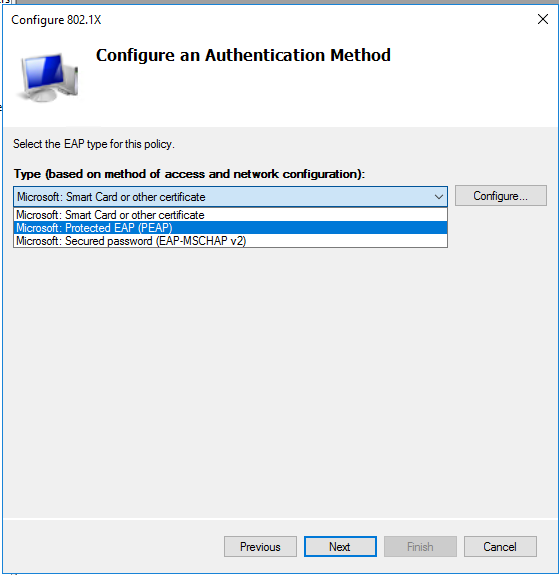 Configure 802.1X
Configure an Authentication Method
Select the EAP type for this policy.
Type (based on method of access and network configuration):
Microsoft: Smart Card or other certificate
Configure...
Microsoft: Smart Card or other certificate
Microsoft: Protected EAP (PEAP)
Microsoft: Secured password (EAP-MSCHAP v2)
Previous
Next
Finish
Cancel